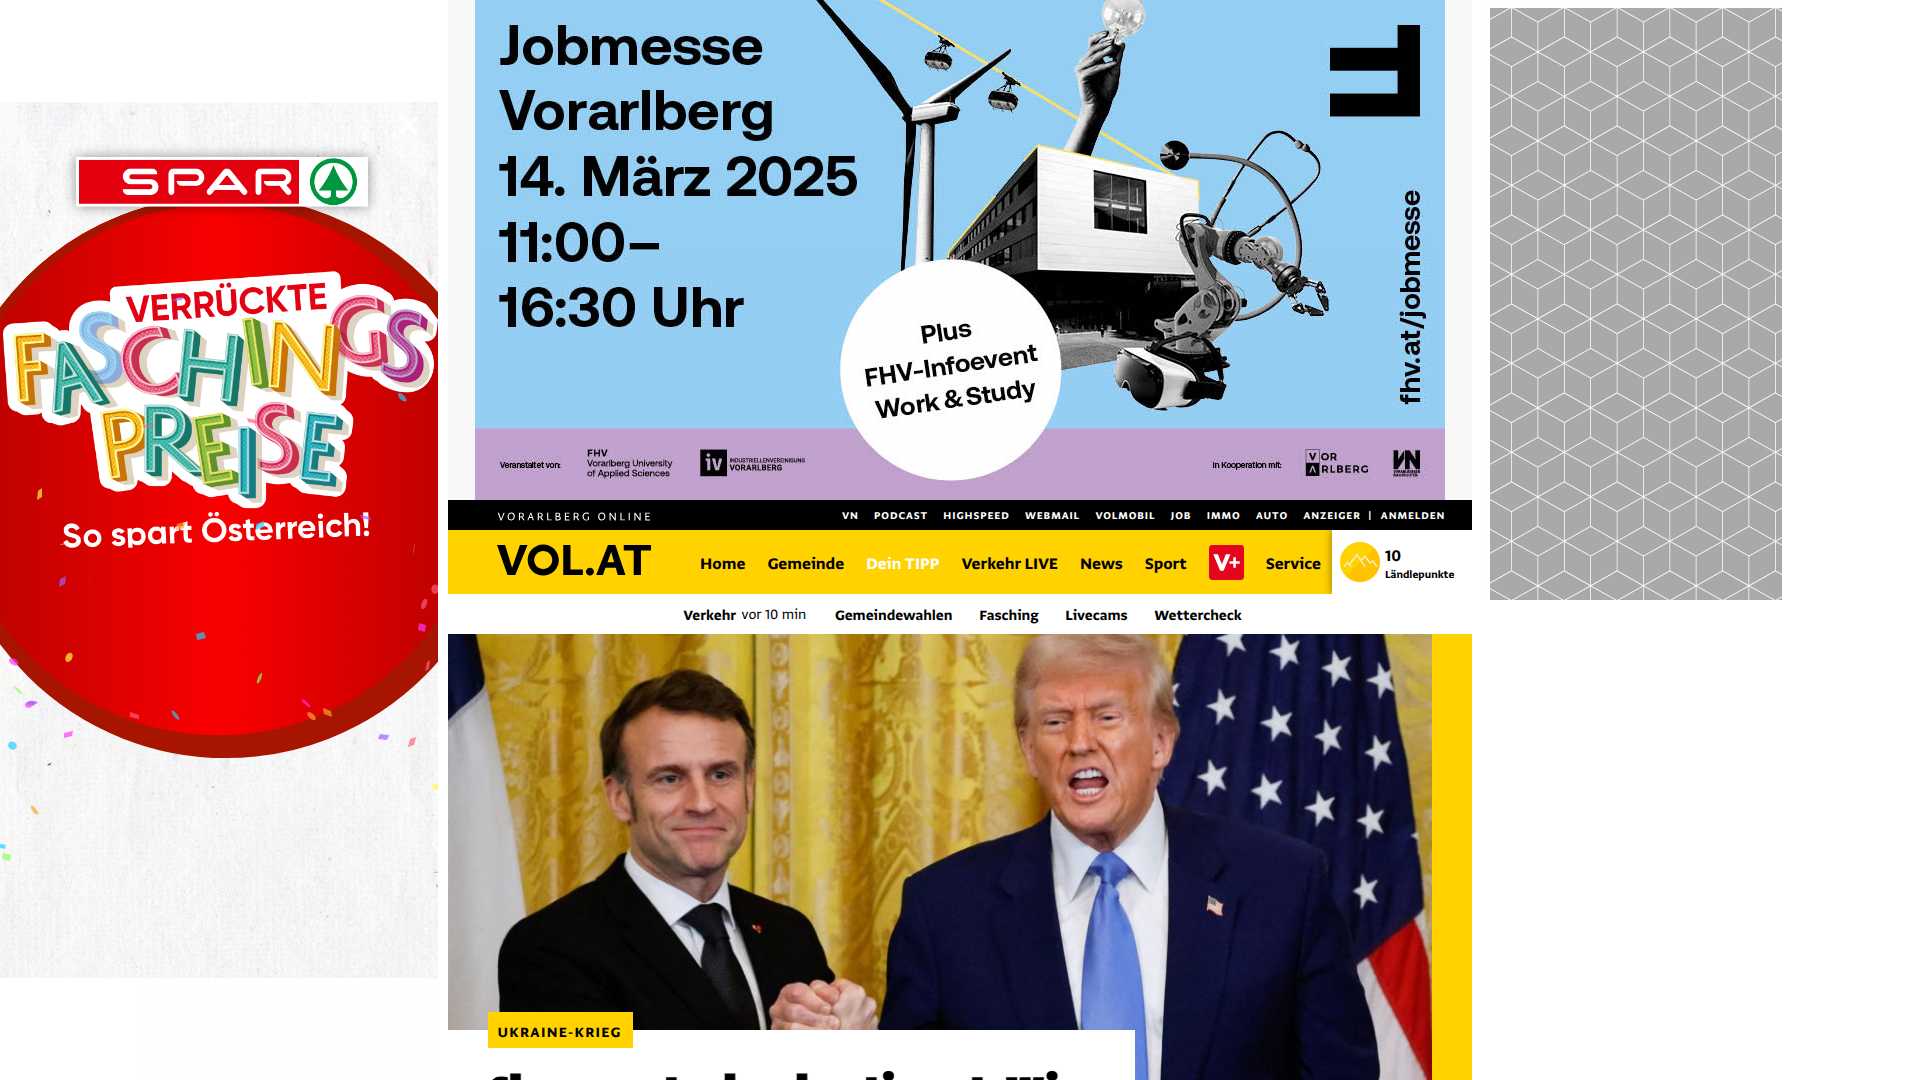 SPAR
VERRÜCKTE
FASCHINGS
PREISE
So spart Österreich!
Jobmesse
Vorarlberg
14. März 2025
11:00–
16:30 Uhr
Plus
FHV-Infoevent
Work & Study
fhv.at/jobmesse
Veranstaltet von:
FHV
Vorarlberg University
of Applied Sciences
iv
INDUSTRIELLENVEREINIGUNG
VORARLBERG
In Kooperation mit:
VOR
ARLBERG
VN
VORARLBERG ONLINE
VN PODCAST HIGHSPEED WEBMAIL VOLMOBIL JOB IMMO AUTO ANZEIGER | ANMELDEN
VOL.AT
Home Gemeinde Dein TIPP Verkehr LIVE News Sport V+ Service
10
Ländlepunkte
Verkehr vor 10 min Gemeindewahlen Fasching Livecams Wettercheck
UKRAINE-KRIEG